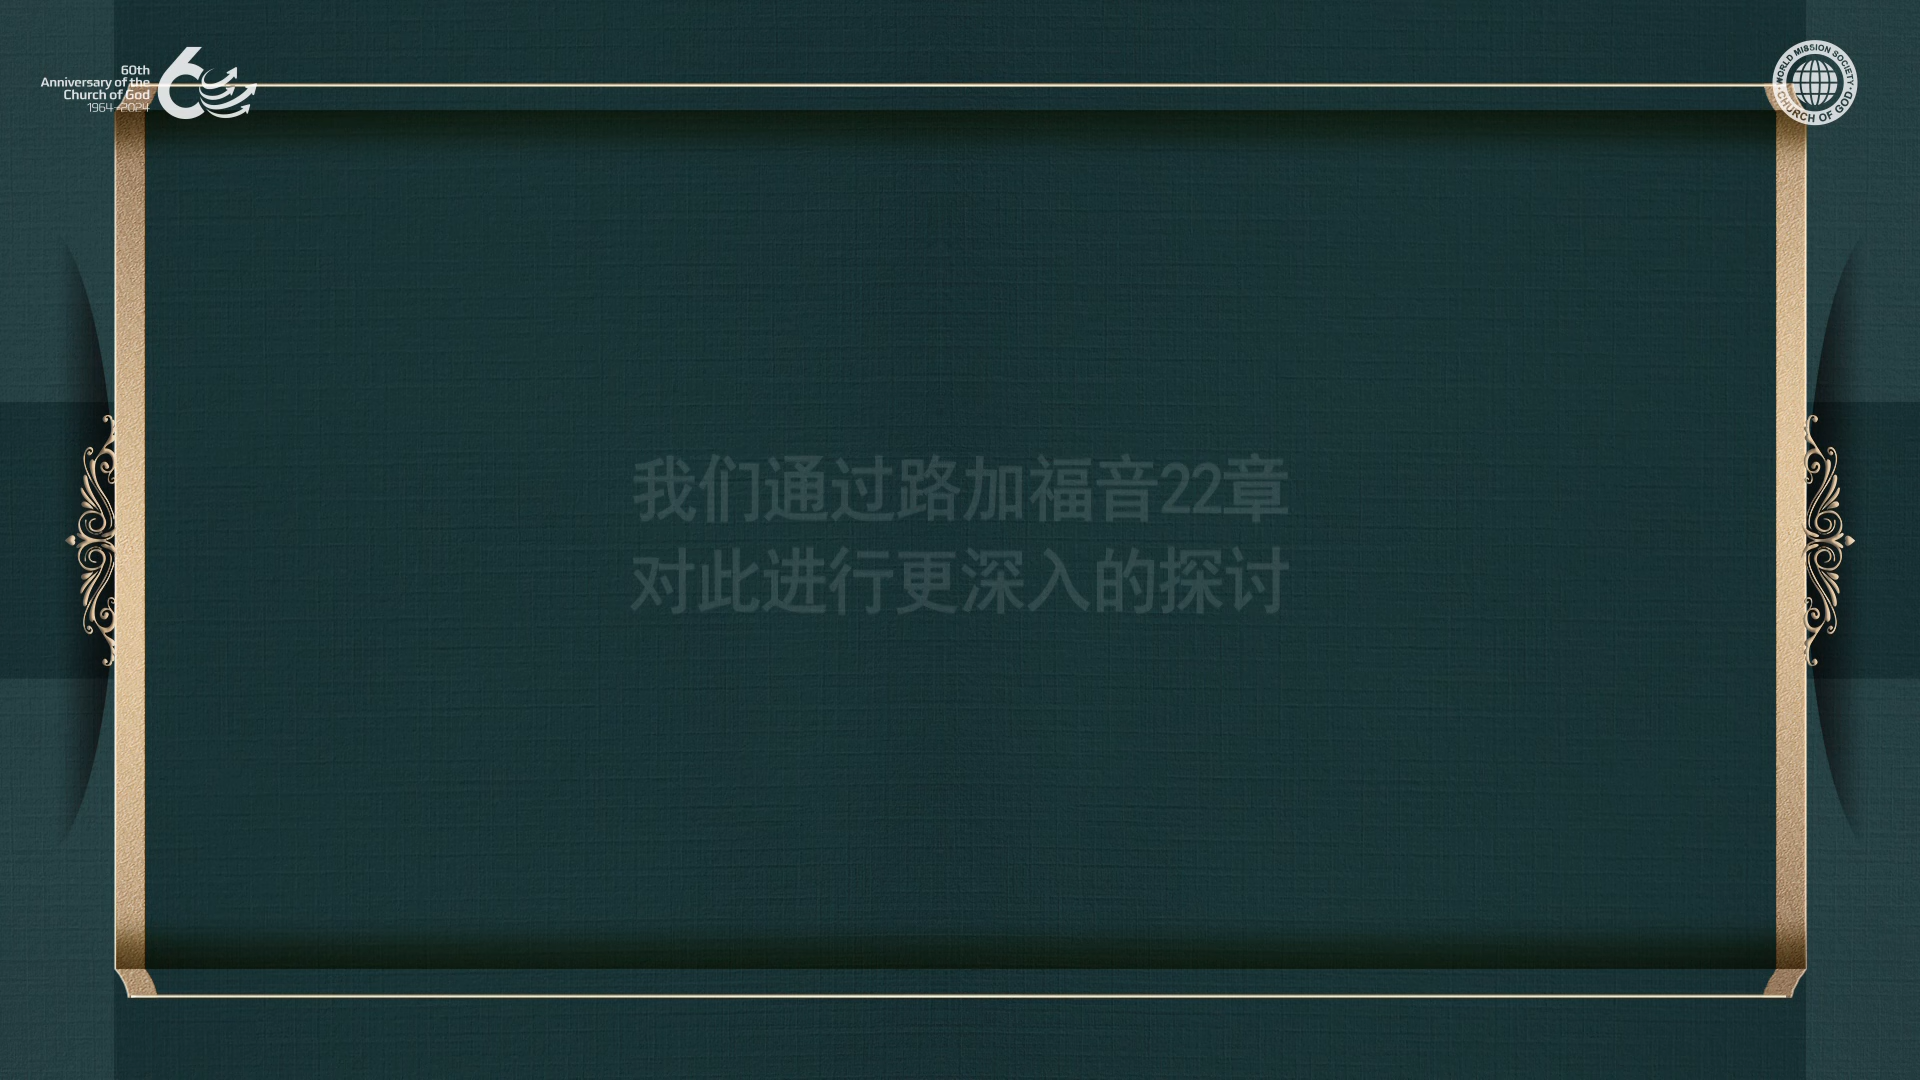 60th
Anniversary of the
Church of God
1964-2024
60
WORLD MISSION SOCIETY
CHURCH OF GOD
我们通过路加福音22章
对此进行更深入的探讨